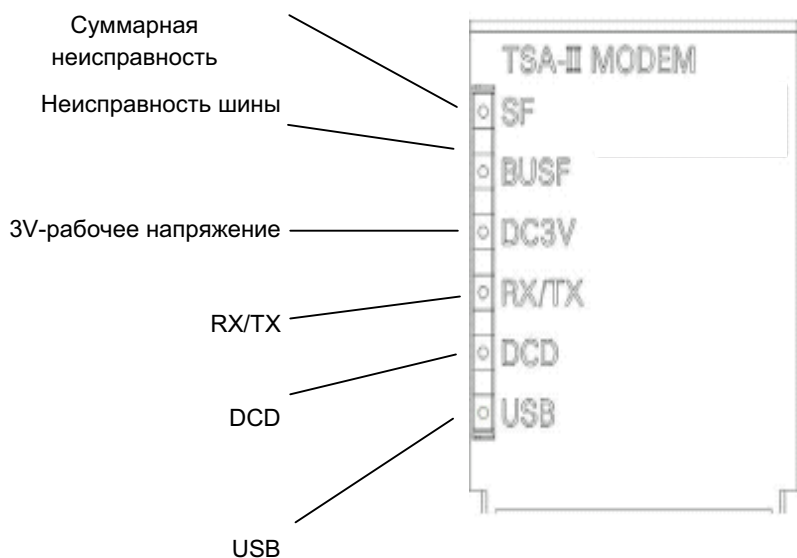 Суммарная
неисправность
Неисправность шины
3V-рабочее напряжение
RX/TX
DCD
USB
TSA-II MODEM
SF
BUSF
DC3V
RX/TX
DCD
USB